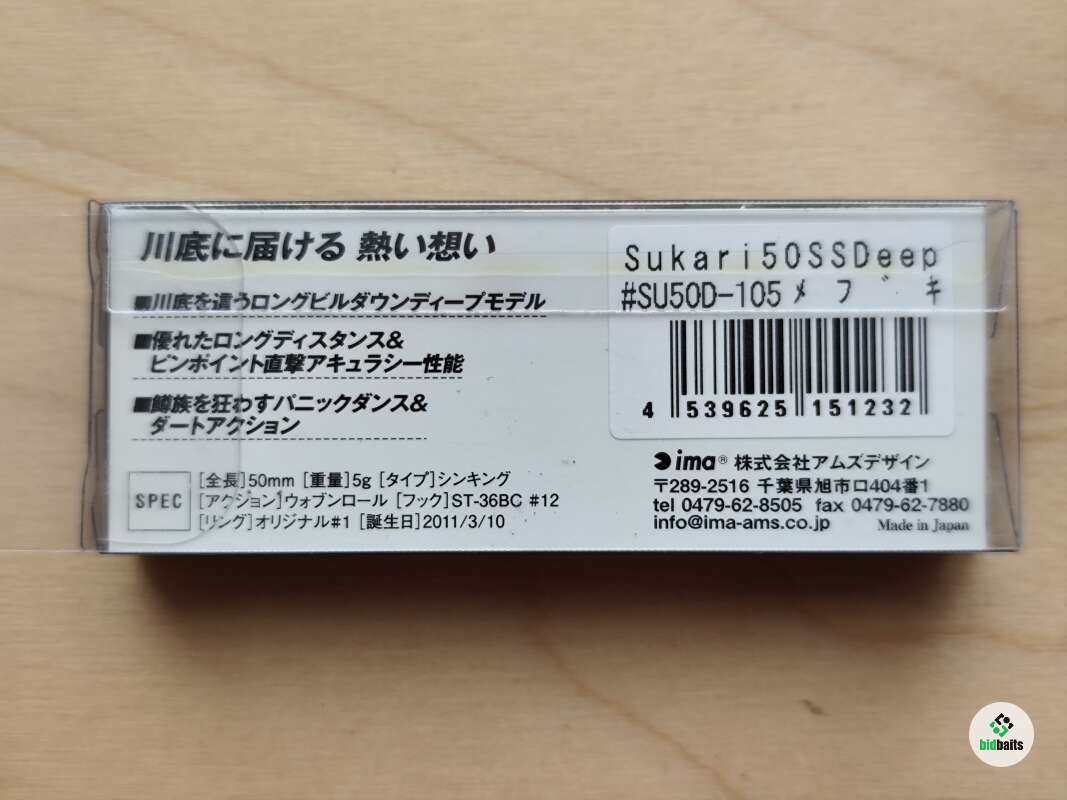 川底に届ける 熱い想い
■川底を這うロングビルダウンディープモデル
■優れたロングディスタンス&
ピンポイント直撃アキュラシー性能
■鱒族を狂わすパニックダンス&
ダートアクション
SPEC
[全長]50mm [重量]5g [タイプ]シンキング
[アクション]ウォブンロール [フック]ST-36BC #12
[リング]オリジナル#1 [誕生日]2011/3/10
Sukari50SSDeep
#SU50D-105 メッキ
4 539625 151232
ima® 株式会社アムズデザイン
〒289-2516 千葉県旭市ロ404番1
tel 0479-62-8505 fax 0479-62-7880
info@ima-ams.co.jp Made in Japan
bidbaits